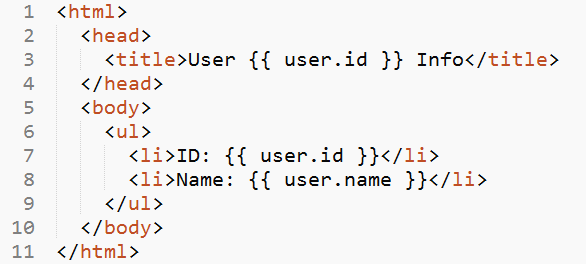 1 <html>
2   <head>
3     <title>User {{ user.id }} Info</title>
4   </head>
5   <body>
6     <ul>
7       <li>ID: {{ user.id }}</li>
8       <li>Name: {{ user.name }}</li>
9     </ul>
10   </body>
11 </html>